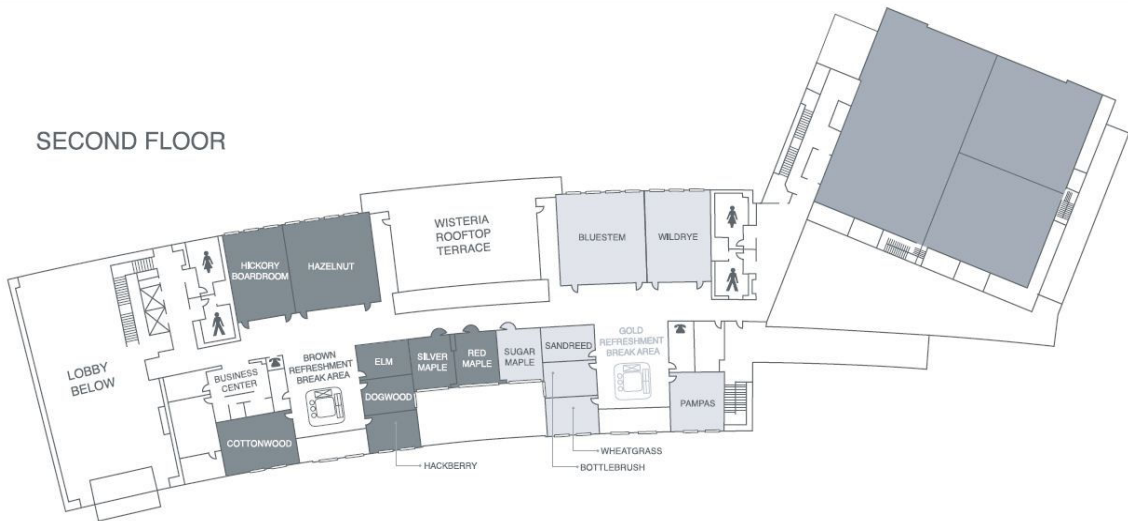 SECOND FLOOR
WISTERIA
ROOFTOP
TERRACE
BLUESTEM
WILDRYE
HICKORY
BOARDROOM
HAZELNUT
LOBBY
BELOW
BUSINESS
CENTER
BROWN
REFRESHMENT
BREAK AREA
ELM
SILVER
MAPLE
RED
MAPLE
SUGAR
MAPLE
SANDREED
GOLD
REFRESHMENT
BREAK AREA
DOGWOOD
PAMPAS
COTTONWOOD
WHEATGRASS
HACKBERRY
BOTTLEBRUSH